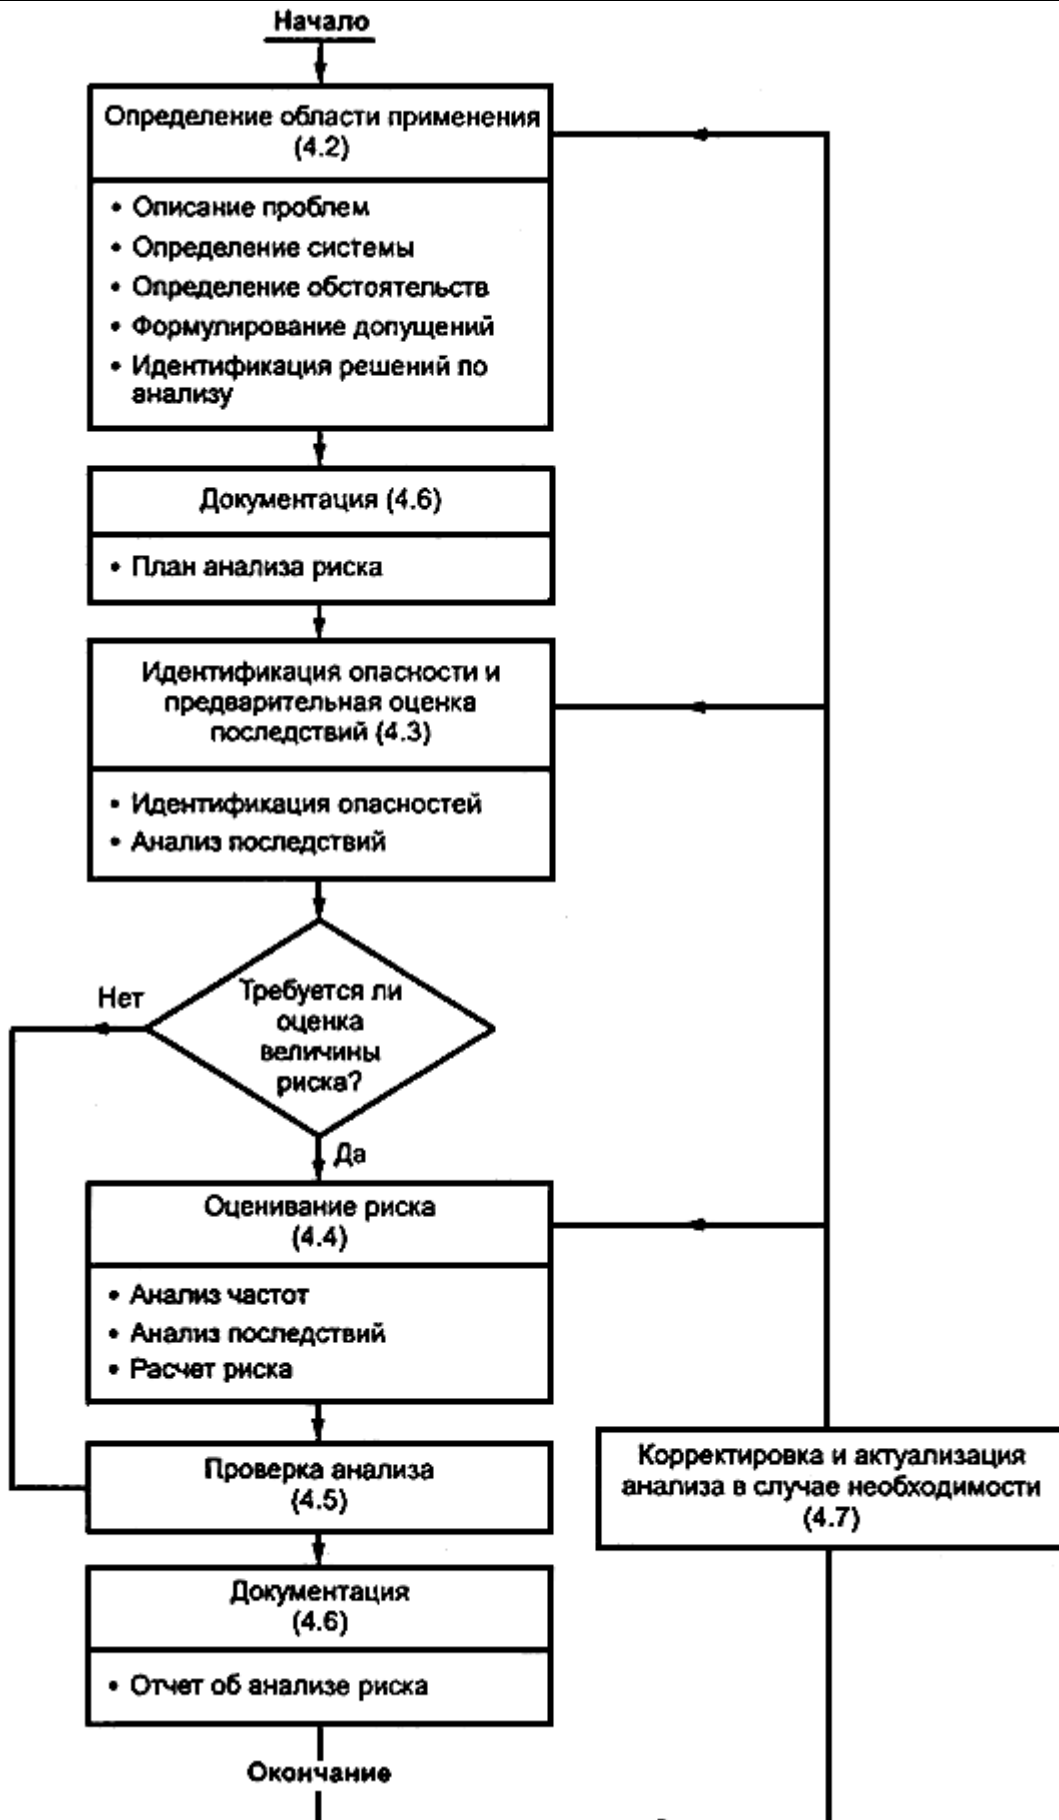 Начало
Определение области применения
(4.2)
• Описание проблем
• Определение системы
• Определение обстоятельств
• Формулирование допущений
• Идентификация решений по
анализу
Документация (4.6)
• План анализа риска
Идентификация опасности и
предварительная оценка
последствий (4.3)
• Идентификация опасностей
• Анализ последствий
Требуется ли
оценка
величины
риска?
Нет
Да
Оценивание риска
(4.4)
• Анализ частот
• Анализ последствий
• Расчет риска
Проверка анализа
(4.5)
Корректировка и актуализация
анализа в случае необходимости
(4.7)
Документация
(4.6)
• Отчет об анализе риска
Окончание